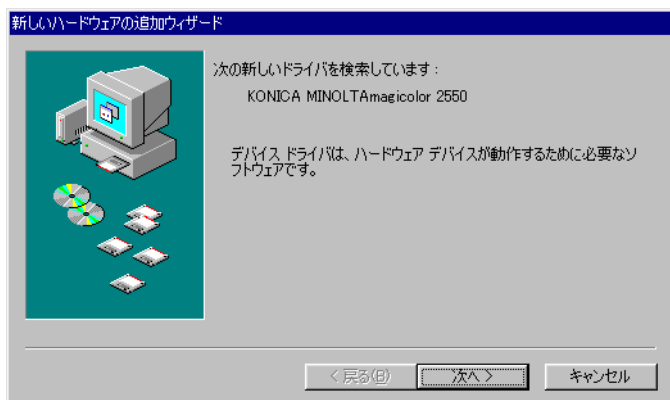 新しいハードウェアの追加ウィザード
次の新しいドライバを検索しています：
KONICA MINOLTAmagicolor 2550
デバイス ドライバは、ハードウェア デバイスが動作するために必要なソ
フトウェアです。
< 戻る(B)
次へ >
キャンセル